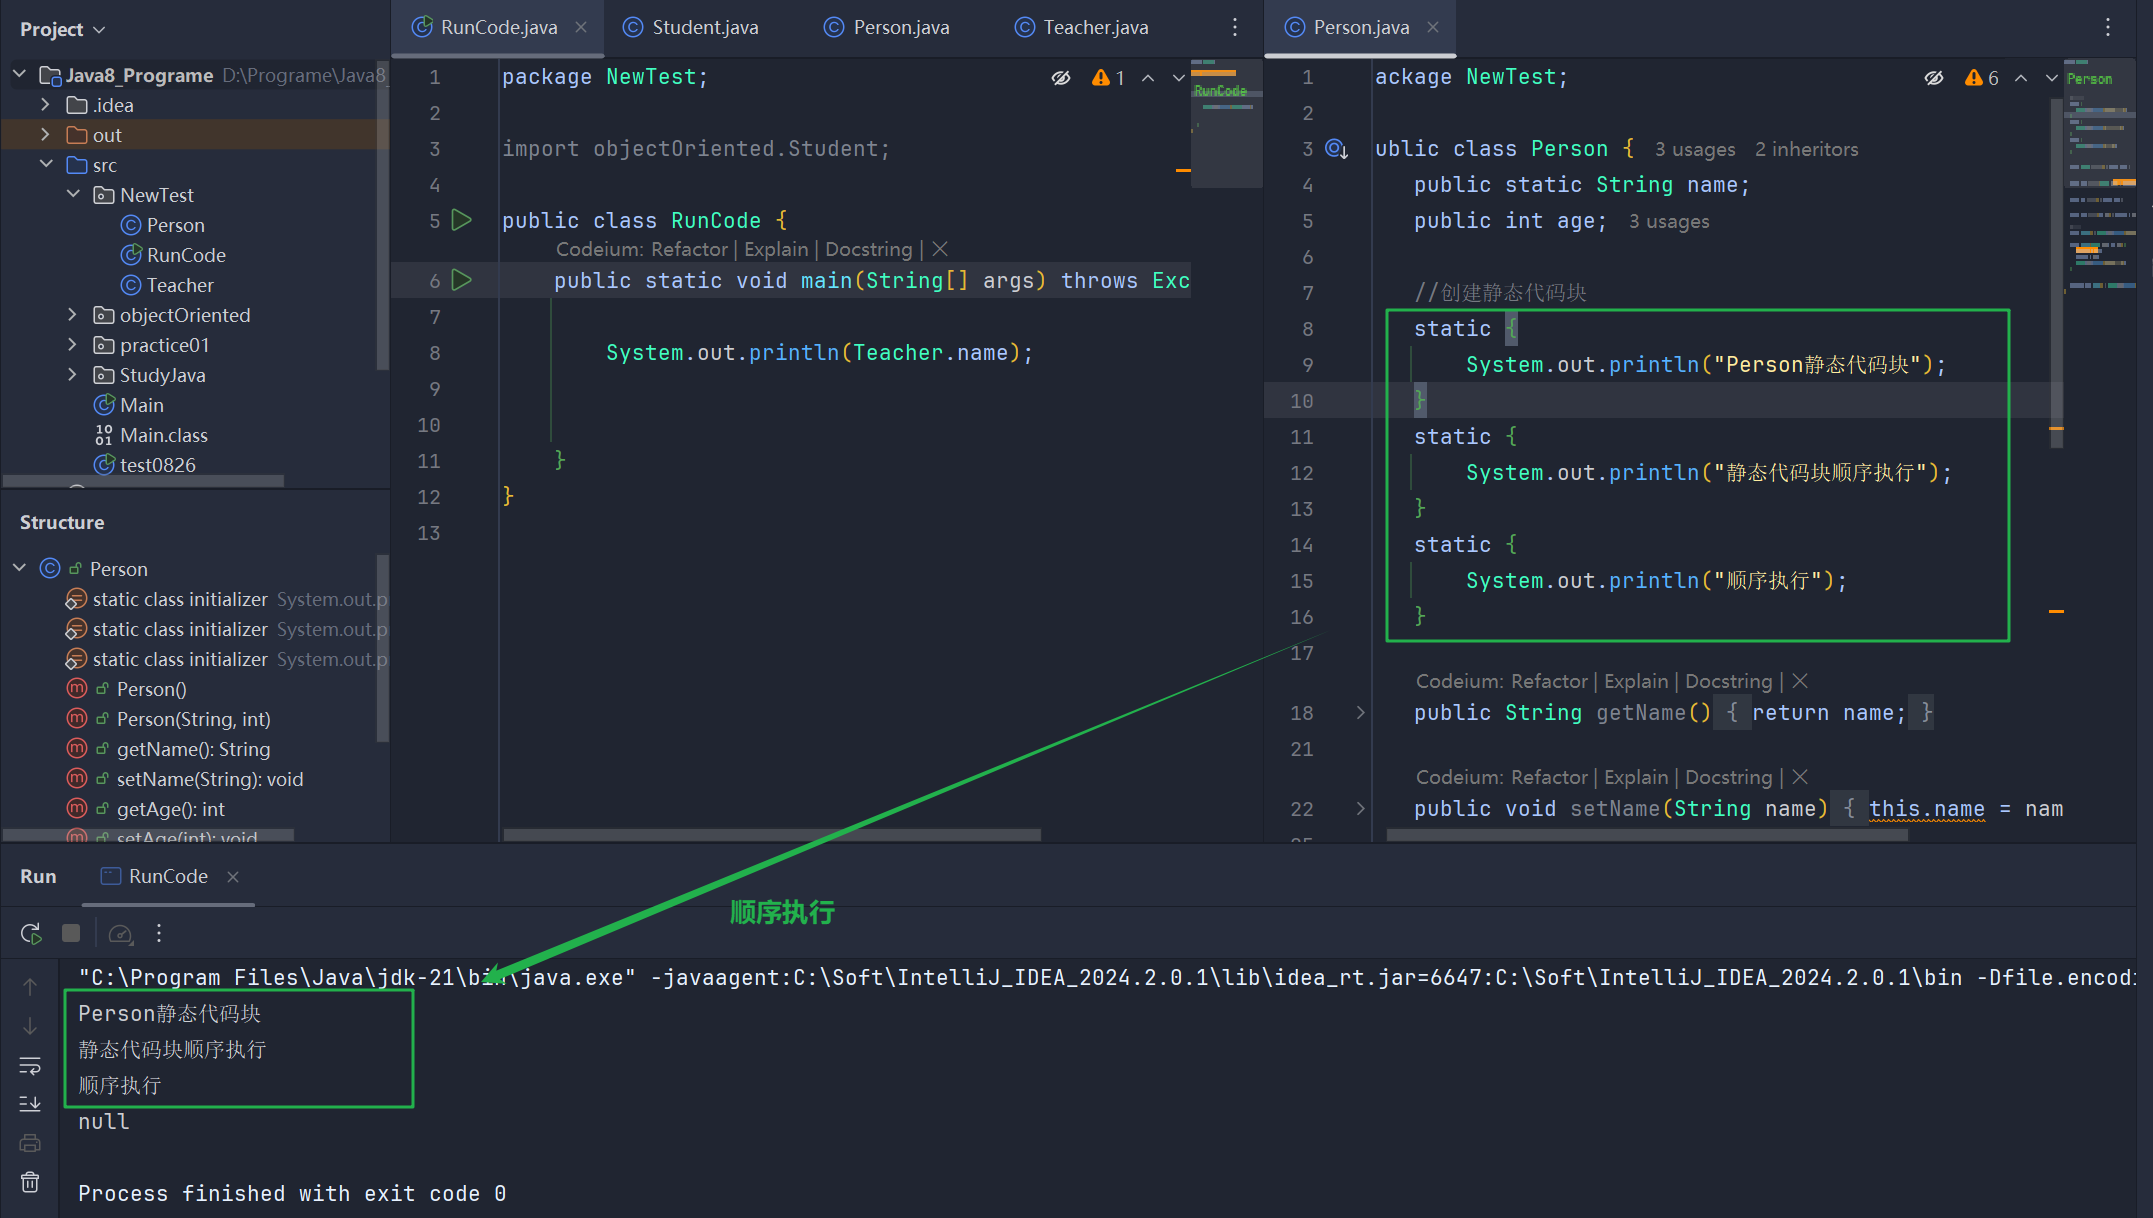 Project
Java8_Programe D:\Programe\Java8_
.idea
out
src
NewTest
Person
RunCode
Teacher
objectOriented
practice01
StudyJava
Main
Main.class
test0826
Structure
Person
static class initializer System.out.p
static class initializer System.out.p
static class initializer System.out.p
Person()
Person(String, int)
getName(): String
setName(String): void
getAge(): int
setAge(int): void
RunCode.java
Student.java
Person.java
Teacher.java
1 package NewTest;
1
2
3 import objectOriented.Student;
4
5 public class RunCode {
Codeium: Refactor | Explain | Docstring |
6 public static void main(String[] args) throws Exc
7
8 System.out.println(Teacher.name);
9
10
11 }
12 }
13
RunCode
Person.java
1 ackage NewTest;
6
2
3 ublic class Person { 3 usages 2 inheritors
4 public static String name;
5 public int age; 3 usages
6
7 //创建静态代码块
8 static {
9 System.out.println("Person静态代码块");
10 }
11 static {
12 System.out.println("静态代码块顺序执行");
13 }
14 static {
15 System.out.println("顺序执行");
16 }
17
Codeium: Refactor | Explain | Docstring |
18 public String getName() { return name; }
21
Codeium: Refactor | Explain | Docstring |
22 public void setName(String name) { this.name = nam
Person
Run
RunCode
顺序执行
"C:\Program Files\Java\jdk-21\bin\java.exe" -javaagent:C:\Soft\IntelliJ_IDEA_2024.2.0.1\lib\idea_rt.jar=6647:C:\Soft\IntelliJ_IDEA_2024.2.0.1\bin -Dfile.encodi
Person静态代码块
静态代码块顺序执行
顺序执行
null
Process finished with exit code 0